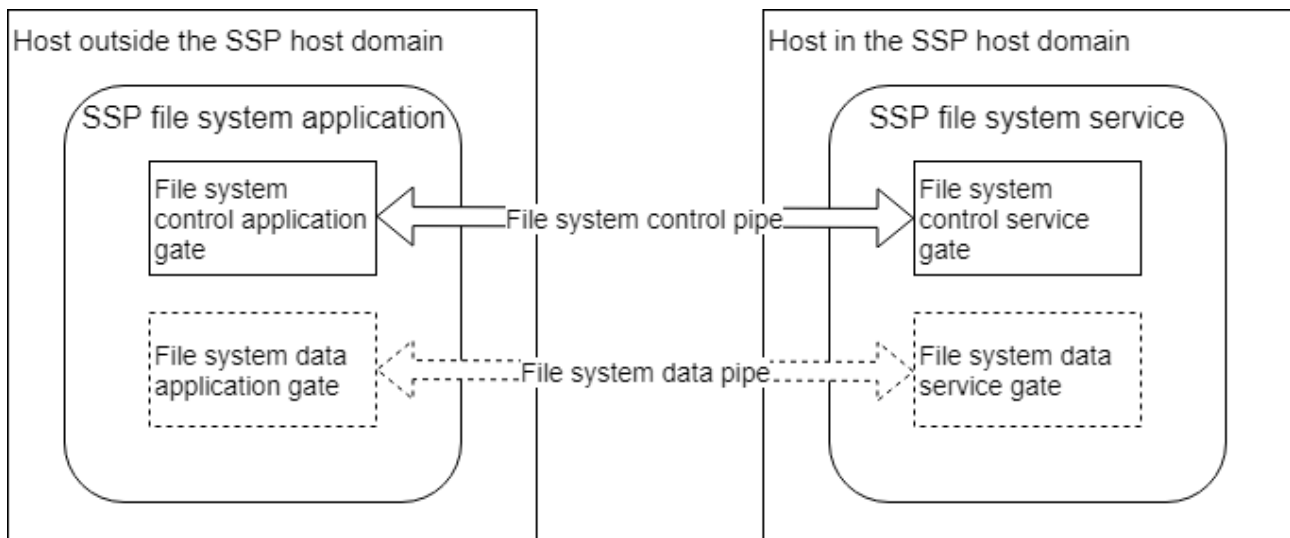 Host outside the SSP host domain
Host in the SSP host domain
SSP file system application
SSP file system service
File system
control application
gate
File system control pipe
File system
control service
gate
File system data
application gate
File system data pipe
File system data
service gate